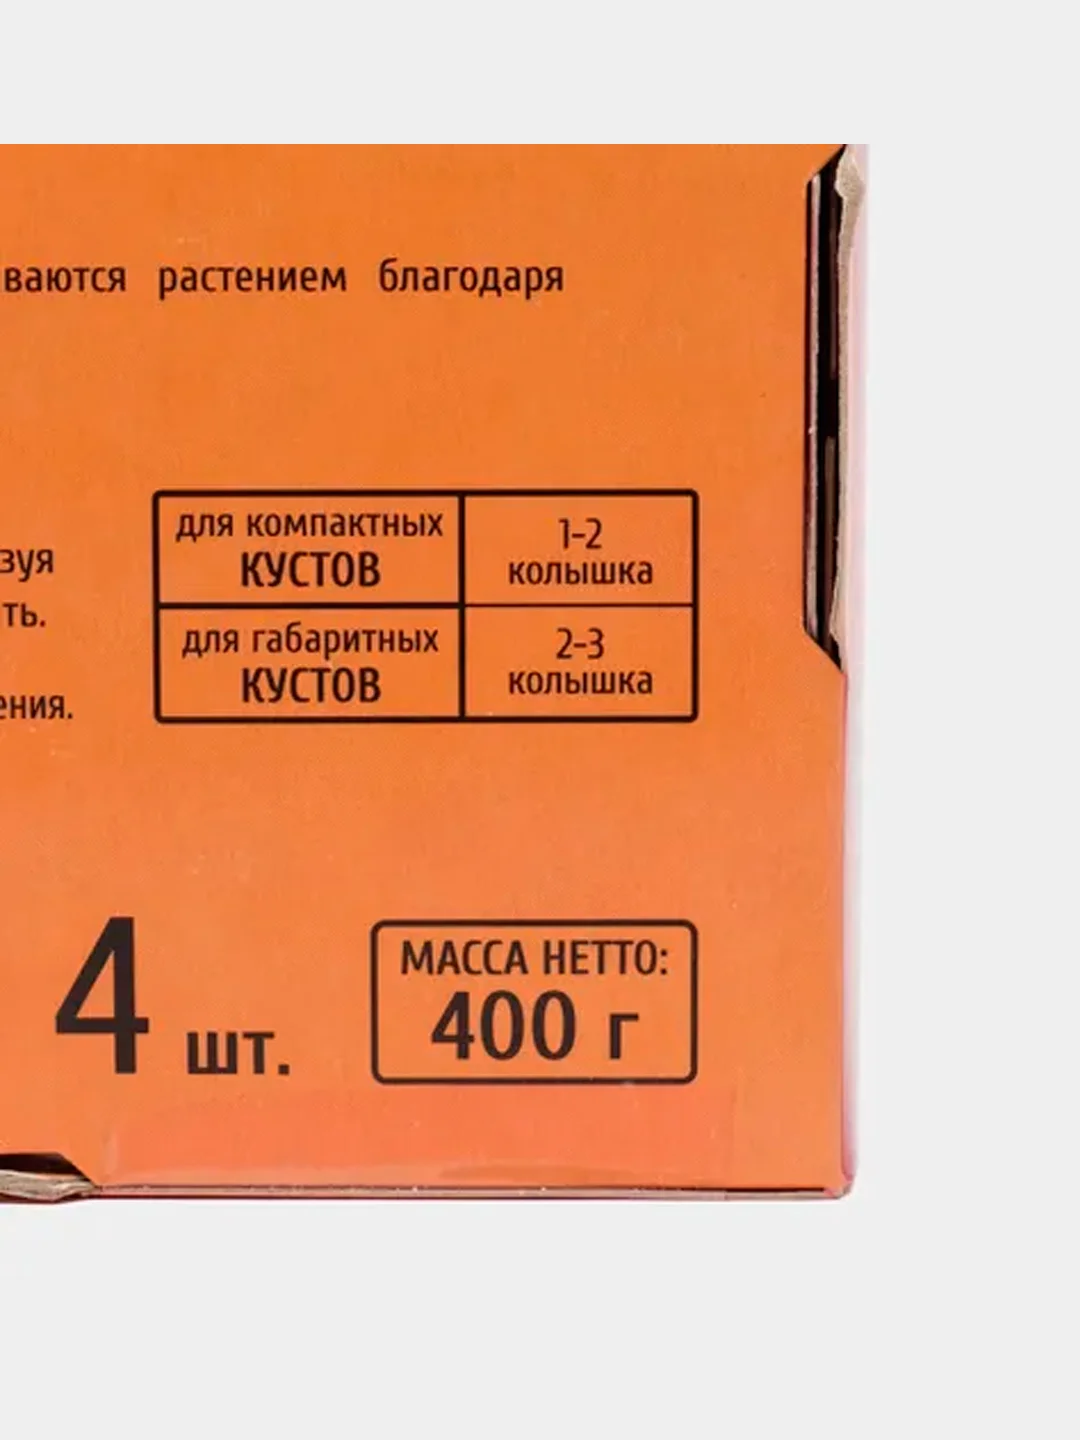 ваются растением благодаря
для компактных
КУСТОВ
1-2
колышка
зуя
ть.
для габаритных
КУСТОВ
2-3
колышка
ения.
4 шт.
МАССА НЕТТО:
400 г